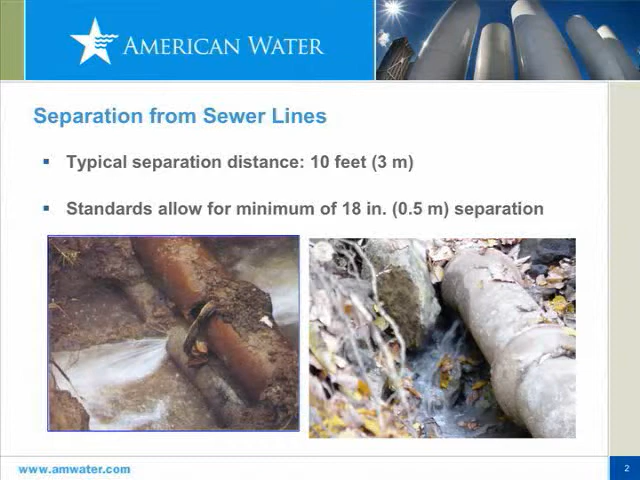 AMERICAN WATER
Separation from Sewer Lines
▪ Typical separation distance: 10 feet (3 m)
▪ Standards allow for minimum of 18 in. (0.5 m) separation
www.amwater.com
2